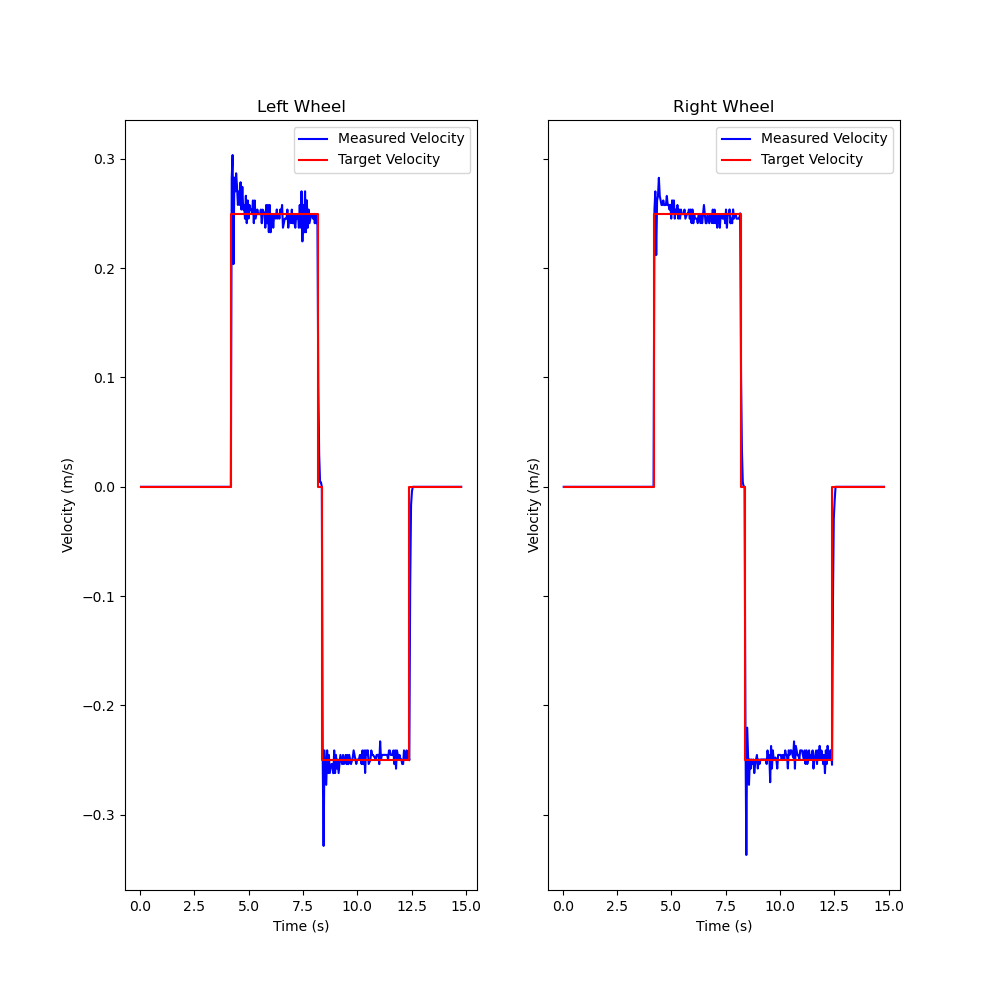 Left Wheel
Measured Velocity
Target Velocity
0.3
0.2
0.1
0.0
−0.1
−0.2
−0.3
Velocity (m/s)
0.0 2.5 5.0 7.5 10.0 12.5 15.0
Time (s)
Right Wheel
Measured Velocity
Target Velocity
Velocity (m/s)
0.0 2.5 5.0 7.5 10.0 12.5 15.0
Time (s)